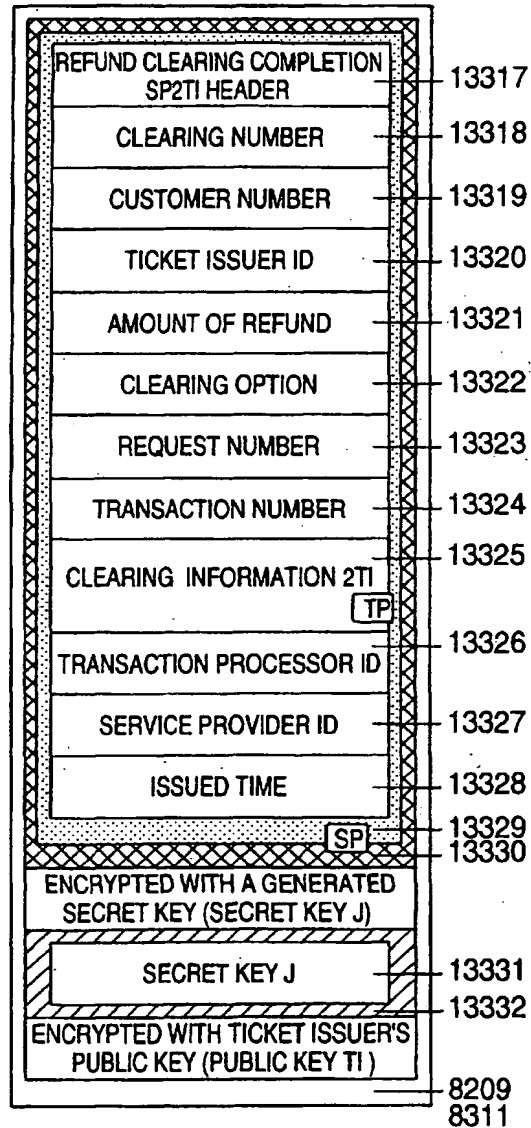 REFUND CLEARING COMPLETION
SP2TI HEADER
13317
CLEARING NUMBER
13318
CUSTOMER NUMBER
13319
TICKET ISSUER ID
13320
AMOUNT OF REFUND
13321
CLEARING OPTION
13322
REQUEST NUMBER
13323
TRANSACTION NUMBER
13324
13325
CLEARING INFORMATION 2TI
TP
13326
TRANSACTION PROCESSOR ID
SERVICE PROVIDER ID
13327
ISSUED TIME
13328
13329
SP
13330
ENCRYPTED WITH A GENERATED
SECRET KEY (SECRET KEY J)
SECRET KEY J
13331
13332
ENCRYPTED WITH TICKET ISSUER'S
PUBLIC KEY (PUBLIC KEY TI )
8209
8311